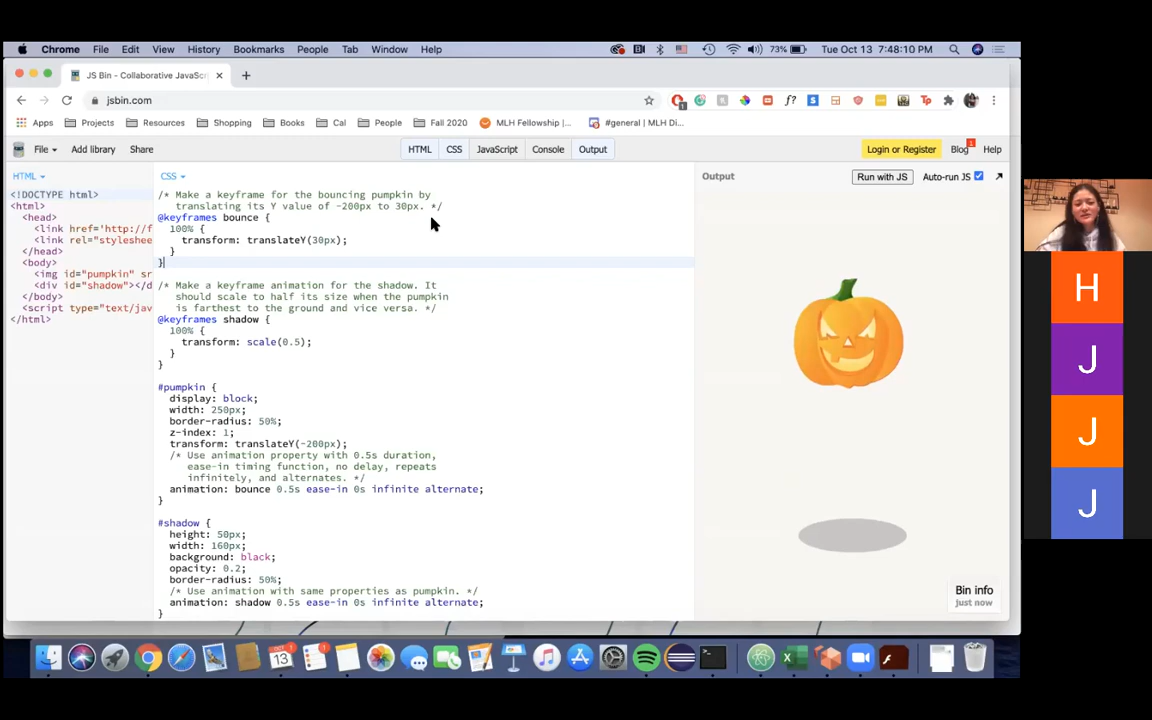 Chrome File Edit View History Bookmarks People Tab Window Help 73% Tue Oct 13 7:48:10 PM
JS Bin - Collaborative JavaScri
jsbin.com
Apps Projects Resources Shopping Books Cal People Fall 2020 MLH Fellowship |... #general | MLH Di...
File Add library Share HTML CSS JavaScript Console Output Login or Register Blog 1 Help
HTML
<!DOCTYPE html>
<html>
<head>
<link href='http://f
<link rel="styleshee
</head>
<body>
<img id="pumpkin" sr
<div id="shadow"></d
</body>
<script type="text/jav
</html>
CSS
/* Make a keyframe for the bouncing pumpkin by
translating its Y value of -200px to 30px. */
@keyframes bounce {
100% {
transform: translateY(30px);
}
}
/* Make a keyframe animation for the shadow. It
should scale to half its size when the pumpkin
is farthest to the ground and vice versa. */
@keyframes shadow {
100% {
transform: scale(0.5);
}
}
#pumpkin {
display: block;
width: 250px;
border-radius: 50%;
z-index: 1;
transform: translateY(-200px);
/* Use animation property with 0.5s duration,
ease-in timing function, no delay, repeats
infinitely, and alternates. */
animation: bounce 0.5s ease-in 0s infinite alternate;
}
#shadow {
height: 50px;
width: 160px;
background: black;
opacity: 0.2;
border-radius: 50%;
/* Use animation with same properties as pumpkin. */
animation: shadow 0.5s ease-in 0s infinite alternate;
}
Output Run with JS Auto-run JS
Bin info
just now
H
J
J
J